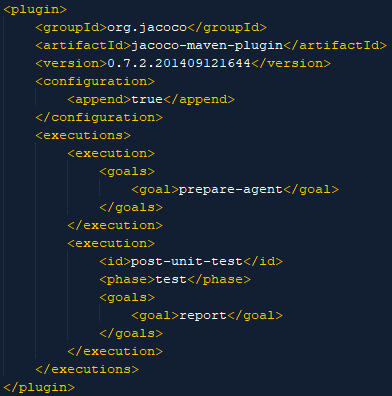 <plugin>
    <groupId>org.jacoco</groupId>
    <artifactId>jacoco-maven-plugin</artifactId>
    <version>0.7.2.201409121644</version>
    <configuration>
        <append>true</append>
    </configuration>
    <executions>
        <execution>
            <goals>
                <goal>prepare-agent</goal>
            </goals>
        </execution>
        <execution>
            <id>post-unit-test</id>
            <phase>test</phase>
            <goals>
                <goal>report</goal>
            </goals>
        </execution>
    </executions>
</plugin>